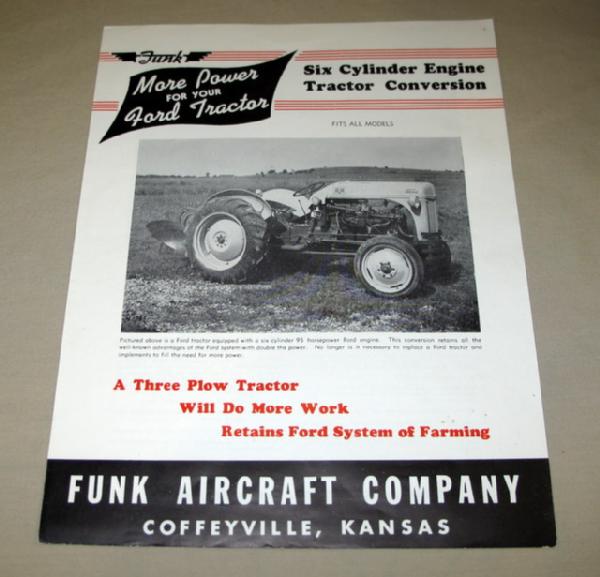 Funk
More Power
FOR YOUR
Ford Tractor
Six Cylinder Engine
Tractor Conversion
FITS ALL MODELS
Pictured above is a Ford tractor equipped with a six cylinder 95 horsepower Ford engine. This conversion retains all the
well-known advantages of the Ford system with double the power. No longer is it necessary to replace a Ford tractor and
implements to fill the need for more power.
A Three Plow Tractor
Will Do More Work
Retains Ford System of Farming
FUNK AIRCRAFT COMPANY
COFFEYVILLE, KANSAS